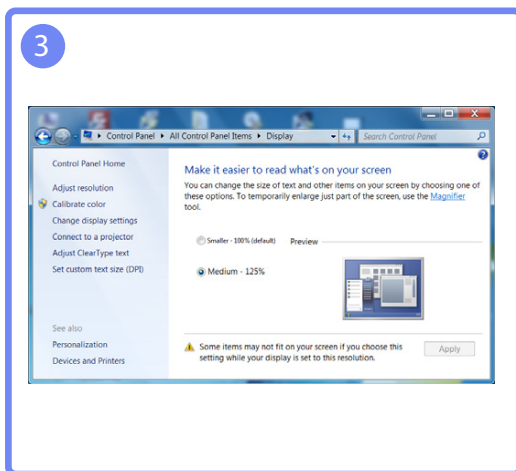 3
Control Panel ▸ All Control Panel Items ▸ Display
Search Control Panel
Control Panel Home
Adjust resolution
Calibrate color
Change display settings
Connect to a projector
Adjust ClearType text
Set custom text size (DPI)
See also
Personalization
Devices and Printers
Make it easier to read what's on your screen
You can change the size of text and other items on your screen by choosing one of
these options. To temporarily enlarge just part of the screen, use the Magnifier
tool.
Smaller - 100% (default)
Preview
Medium - 125%
Some items may not fit on your screen if you choose this
setting while your display is set to this resolution.
Apply